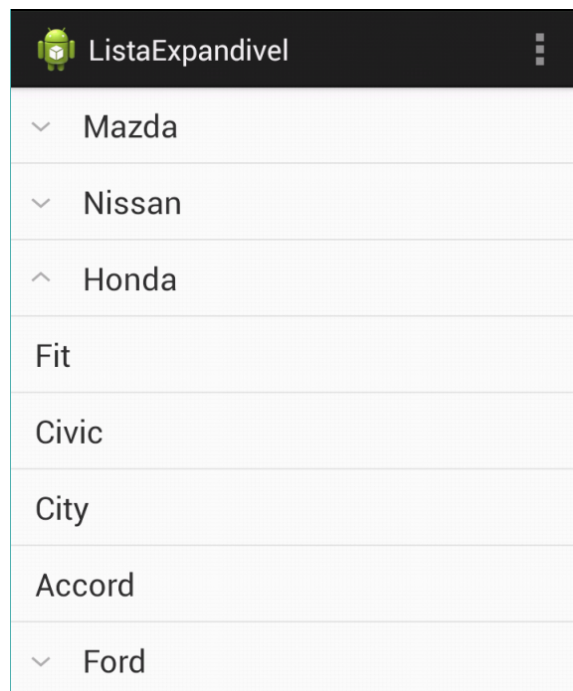 ListaExpandivel
Mazda
Nissan
Honda
Fit
Civic
City
Accord
Ford